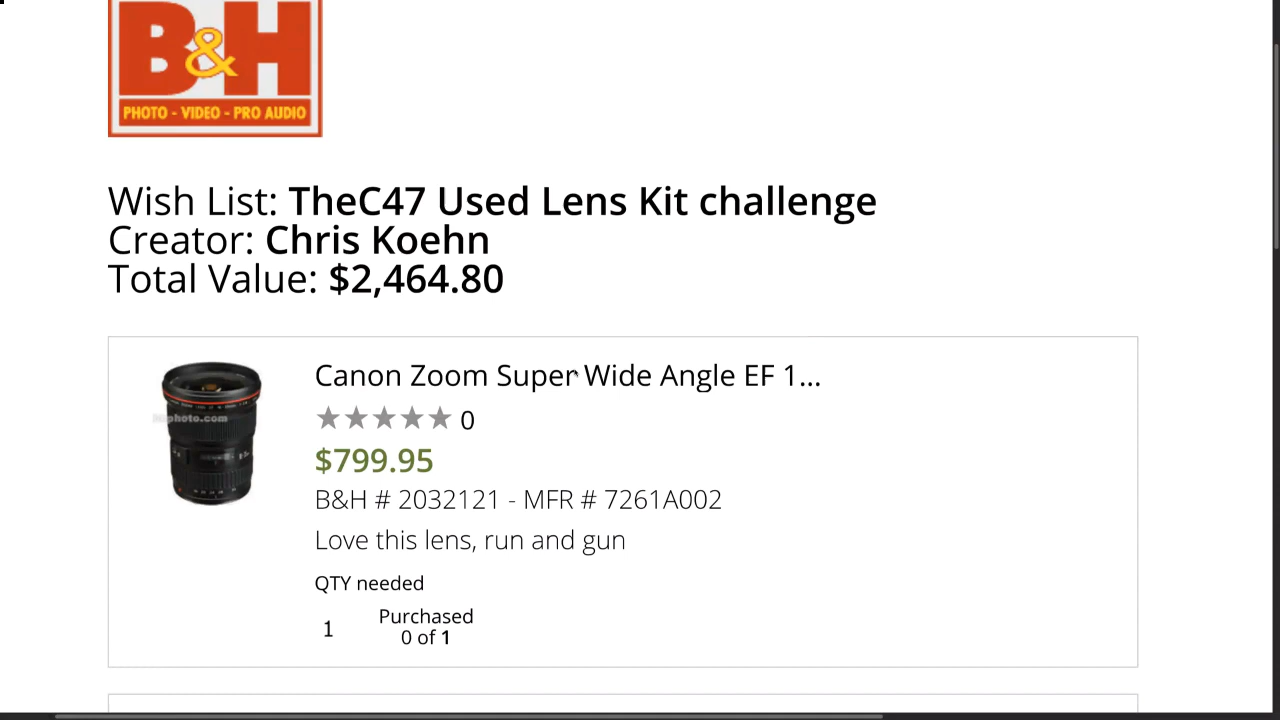 B&H
PHOTO - VIDEO - PRO AUDIO
Wish List: TheC47 Used Lens Kit challenge
Creator: Chris Koehn
Total Value: $2,464.80
Canon Zoom Super Wide Angle EF 1...
0
$799.95
B&H # 2032121 - MFR # 7261A002
Love this lens, run and gun
QTY needed
1
Purchased
0 of 1